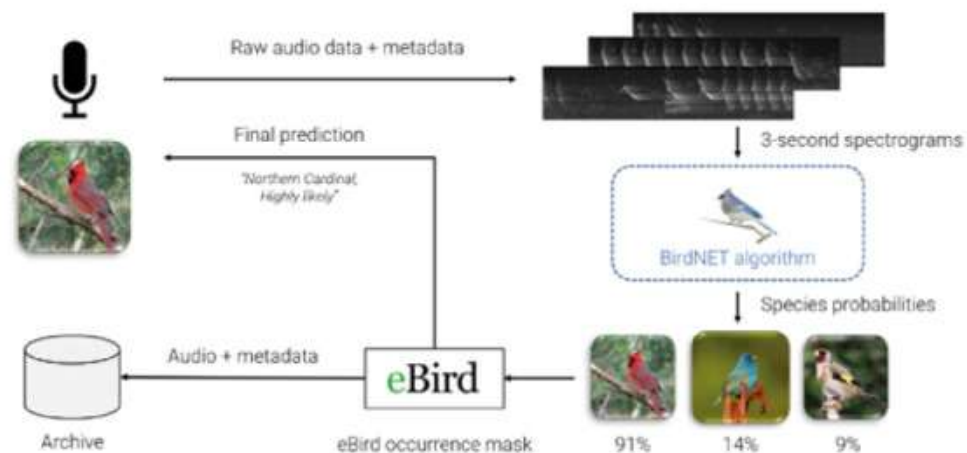 Raw audio data + metadata
Final prediction
"Northern Cardinal,
Highly likely"
3-second spectrograms
BirdNET algorithm
Species probabilities
Audio + metadata
eBird
Archive
eBird occurrence mask
91%
14%
9%